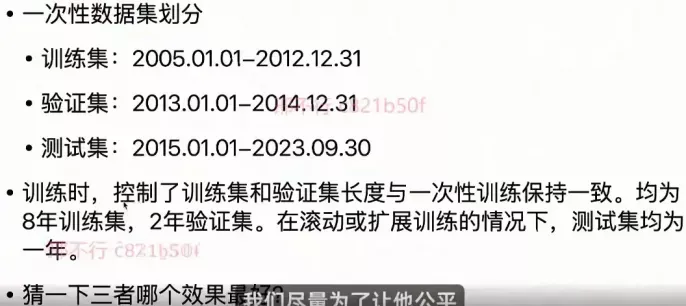 • 一次性数据集划分
• 训练集：2005.01.01–2012.12.31
• 验证集：2013.01.01–2014.12.31
• 测试集：2015.01.01–2023.09.30
• 训练时，控制了训练集和验证集长度与一次性训练保持一致。均为
8年训练集，2年验证集。在滚动或扩展训练的情况下，测试集均为
一年。
• 猜一下三者哪个效果最好？
我们尽量为了让他公平